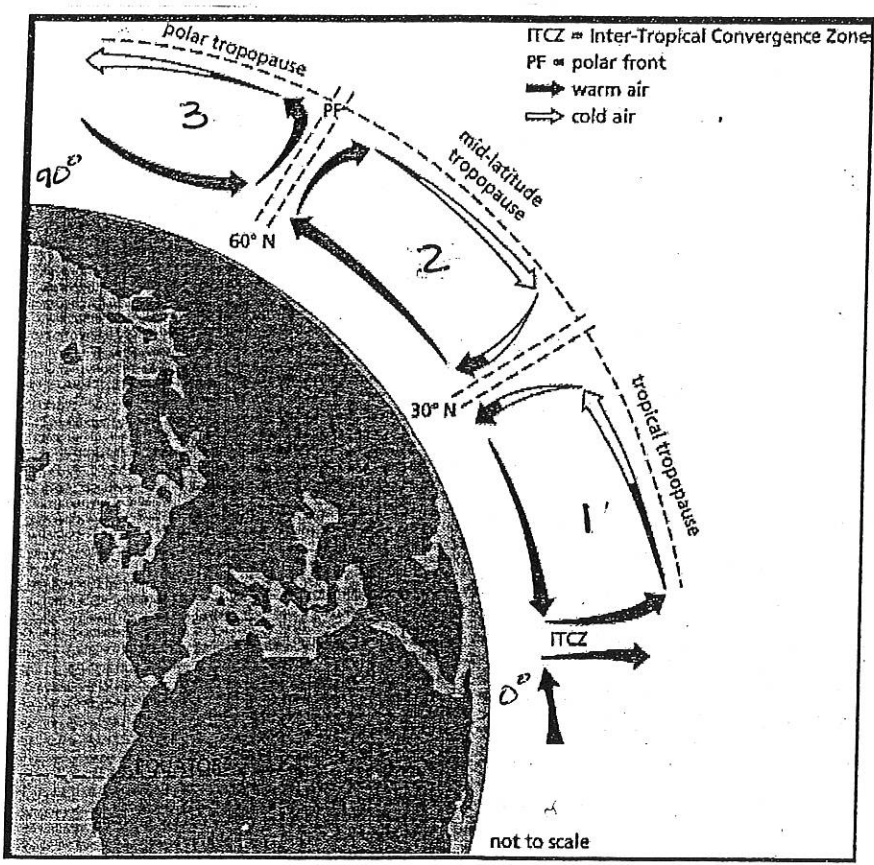 polar tropopause
ITCZ = Inter-Tropical Convergence Zone
PF = polar front
warm air
cold air
3
PF
90°
mid-latitude
tropopause
60° N
2
30° N
tropical tropopause
1
ITCZ
0°
EQUATOR
not to scale